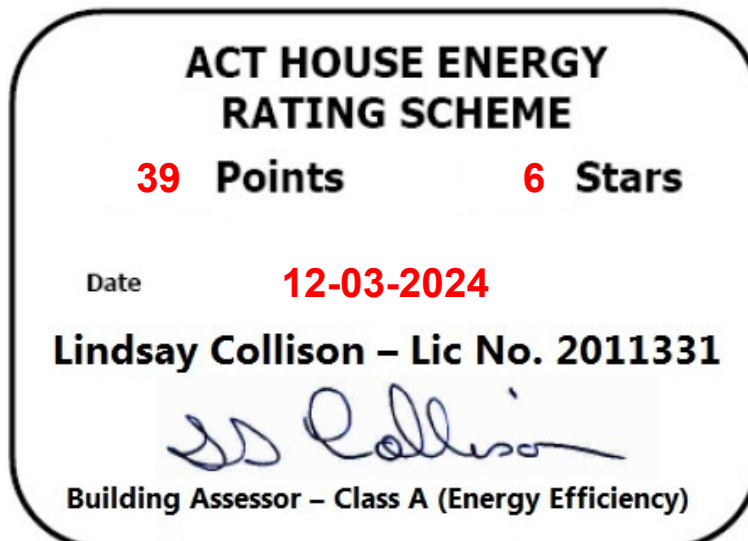 ACT HOUSE ENERGY
RATING SCHEME
39 Points 6 Stars
Date 12-03-2024
Lindsay Collison – Lic No. 2011331
Collison
Building Assessor – Class A (Energy Efficiency)